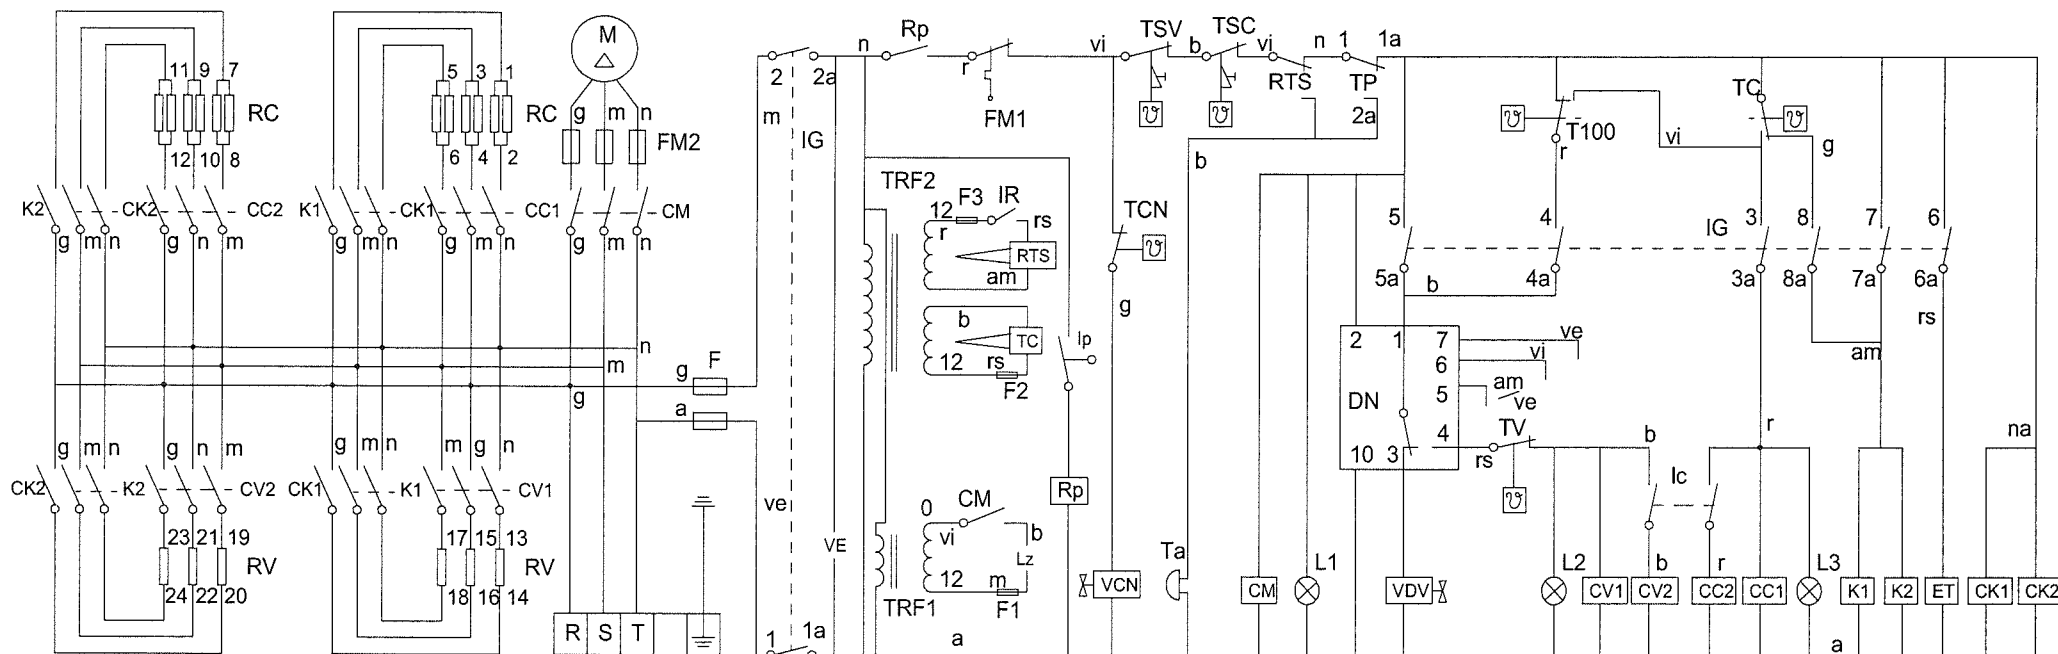 M
Rp
n
2
2a
m
r
FM1
vi
TSV
b
TSC
vi
n
1
1a
RTS
TP
2a
11 9 7
RC
12 10 8
5 3 1
RC
6 4 2
g m n
FM2
IG
b
T100
r
vi
TC
g
K2
CK2
CC2
K1
CK1
CC1
CM
g m n
g n m
g m n
m g n
g m n
TRF2
F3
IR
12
r
rs
RTS
am
b
TC
12
rs
F2
TCN
g
5
4
IG
3
8
7
6
5a
4a
3a
8a
7a
6a
b
rs
am
n
m
g
g
F
a
Ip
2 1 7
6
5
DN
4
10 3
ve
vi
am
ve
TV
rs
b
r
na
g m n
g n m
g m n
m g n
CK2
K2
CV2
CK1
K1
CV1
Ic
ve
VE
0
CM
vi
b
Lz
12
m
F1
TRF1
Rp
23 21 19
RV
24 22 20
17 15 13
RV
18 16 14
VCN
Ta
CM
L1
VDV
L2
CV1
b
CV2
r
CC2
CC1
L3
K1
K2
ET
CK1
CK2
R S T
1
1a
a
a